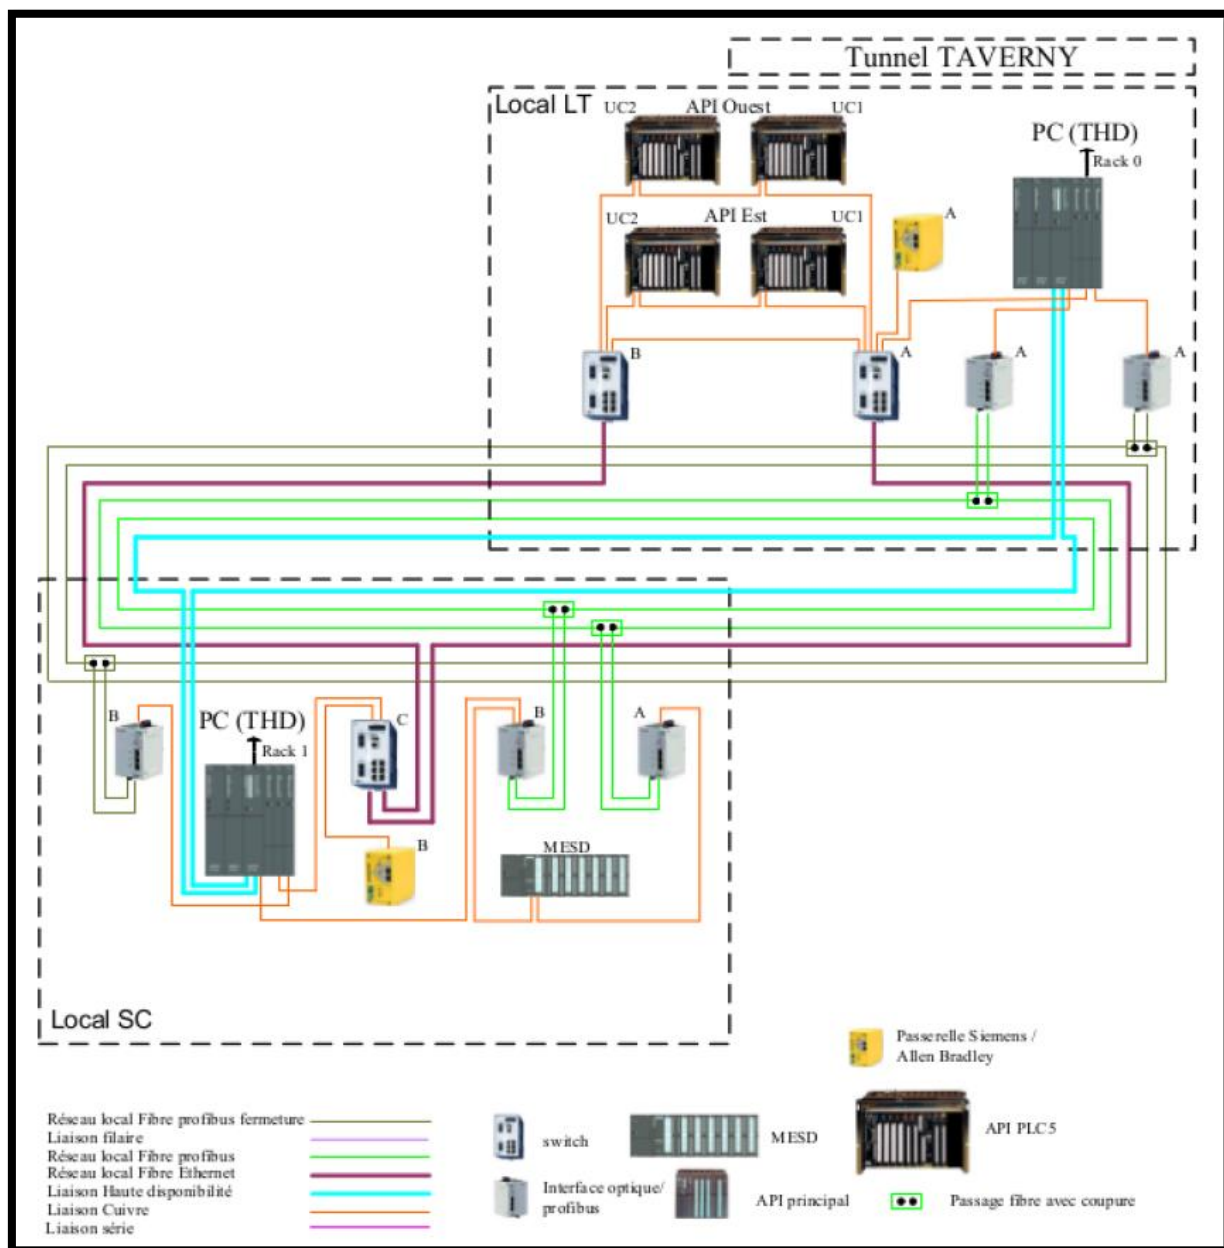 Tunnel TAVERNY
Local LT
UC2
API Ouest
UC1
PC (THD)
Rack 0
UC2
API Est
UC1
A
B
A
A
A
B
PC (THD)
Rack 1
C
B
A
B
MESD
Local SC
Passerelle Siemens /
Allen Bradley
Réseau local Fibre profibus fermeture
Liaison filaire
Réseau local Fibre profibus
Réseau local Fibre Ethernet
Liaison Haute disponibilité
Liaison Cuivre
Liaison série
switch
MESD
API PLC5
Interface optique/
profibus
API principal
Passage fibre avec coupure